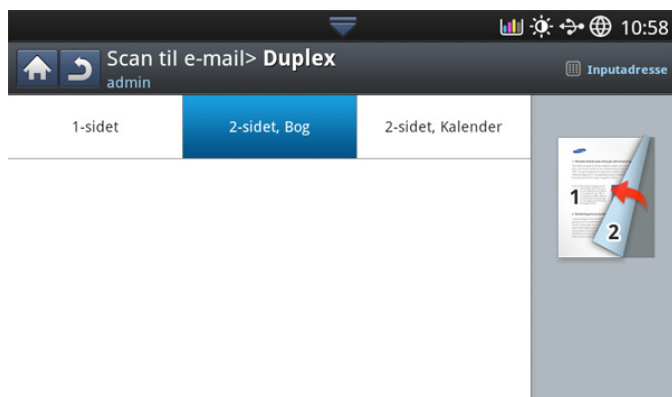 10:58
Scan til e-mail> Duplex
admin
Inputadresse
1-sidet
2-sidet, Bog
2-sidet, Kalender
1
2